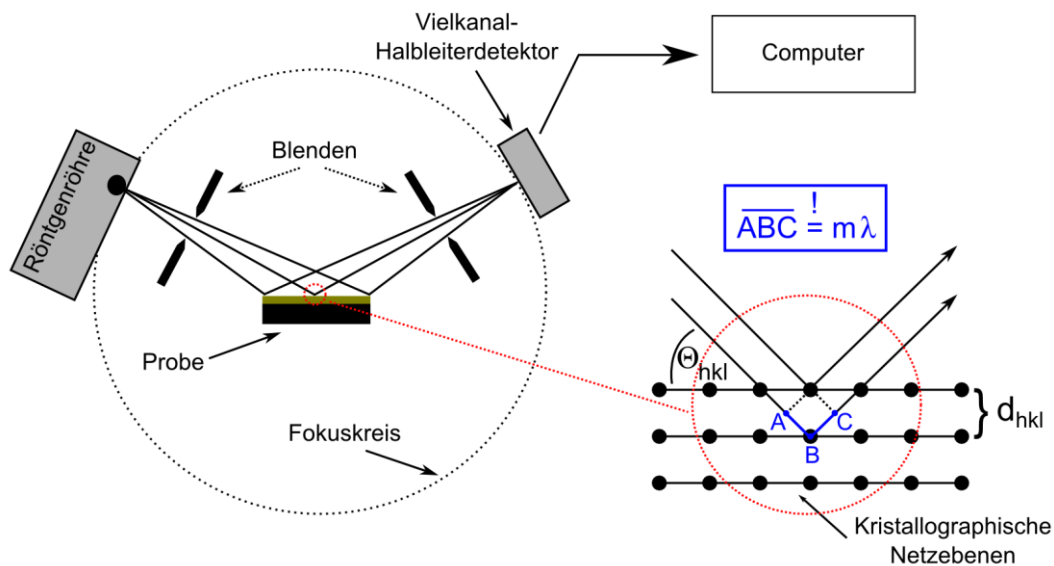 Vielkanal-
Halbleiterdetektor
Computer
Röntgenröhre
Blenden
Probe
Fokuskreis
!
ABC = mλ
Θhkl
A
C
B
} dhkl
Kristallographische
Netzebenen